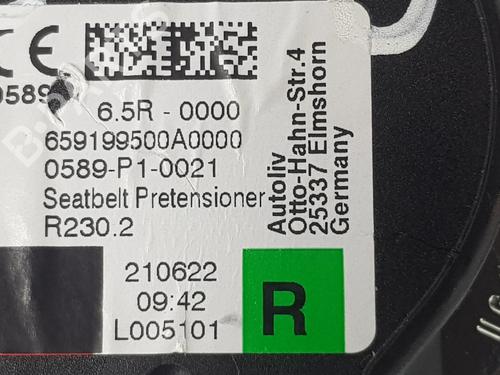 CE
0589
6.5R - 0000
659199500A0000
0589-P1-0021
Seatbelt Pretensioner
R230.2
210622
09:42
L005101
R
Autoliv
Otto-Hahn-Str.4
25337 Elmshorn
Germany